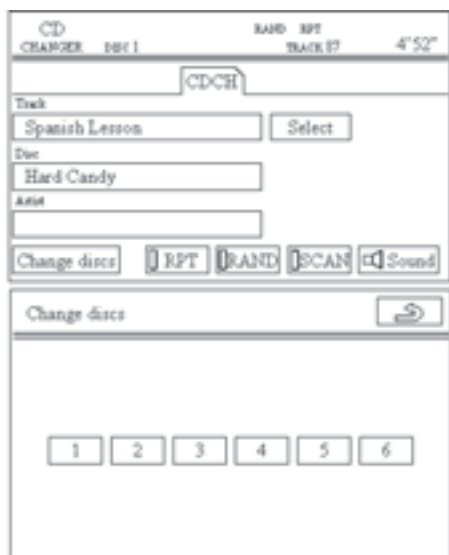 CD RAND RPT
CHANGER DISC 1 TRACK 87 4'52"
CDCH
Track
Spanish Lesson Select
Disc
Hard Candy
Artist
Change discs RPT RAND SCAN Sound
Change discs
1 2 3 4 5 6